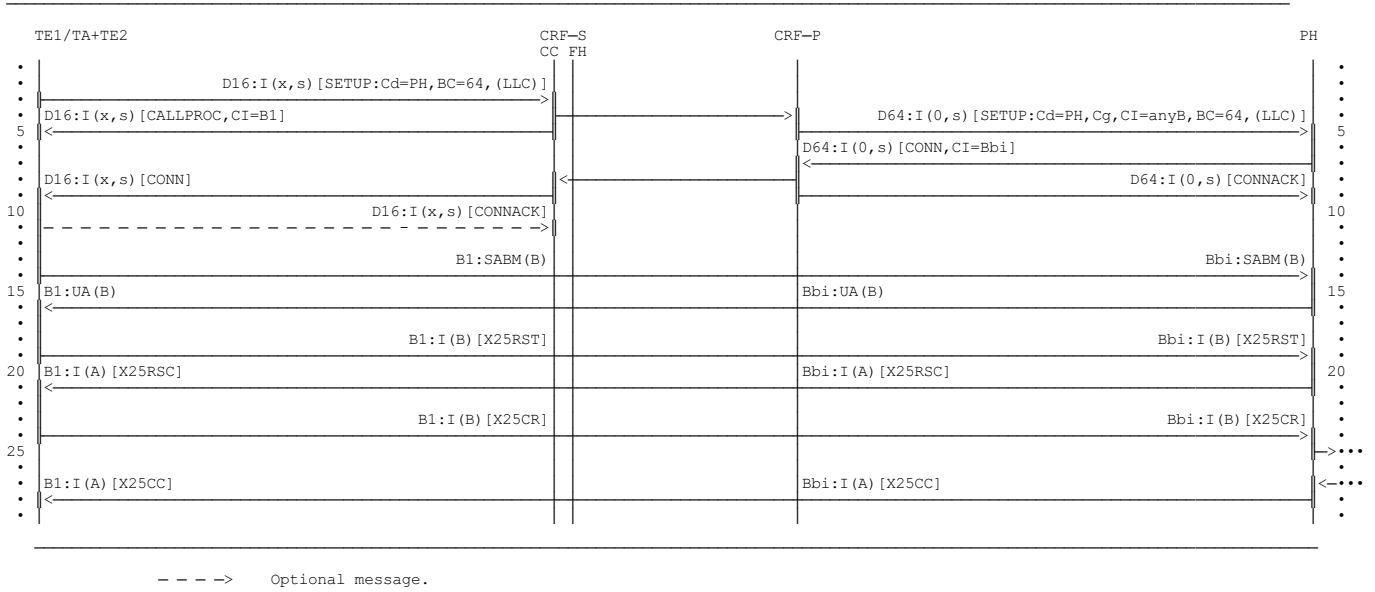 TE1/TA+TE2 CRF–S CRF–P PH
CC FH
D16:I(x,s)[SETUP:Cd=PH,BC=64,(LLC)]
D16:I(x,s)[CALLPROC,CI=B1] D64:I(0,s)[SETUP:Cd=PH,Cg,CI=anyB,BC=64,(LLC)]
5 5
D64:I(0,s)[CONN,CI=Bbi]
D16:I(x,s)[CONN] D64:I(0,s)[CONNACK]
10 D16:I(x,s)[CONNACK] 10
B1:SABM(B) Bbi:SABM(B)
15 B1:UA(B) Bbi:UA(B) 15
B1:I(B)[X25RST] Bbi:I(B)[X25RST]
20 B1:I(A)[X25RSC] Bbi:I(A)[X25RSC] 20
B1:I(B)[X25CR] Bbi:I(B)[X25CR]
25
B1:I(A)[X25CC] Bbi:I(A)[X25CC]
Optional message.